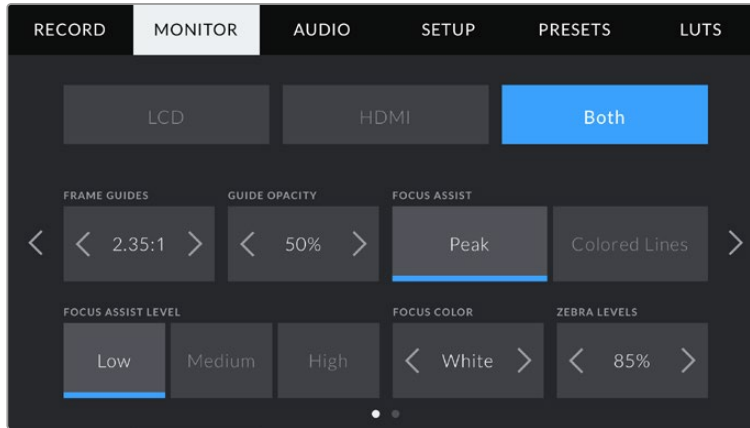 RECORD MONITOR AUDIO SETUP PRESETS LUTS
LCD HDMI Both
FRAME GUIDES GUIDE OPACITY FOCUS ASSIST
2.35:1 50% Peak Colored Lines
FOCUS ASSIST LEVEL FOCUS COLOR ZEBRA LEVELS
Low Medium High White 85%